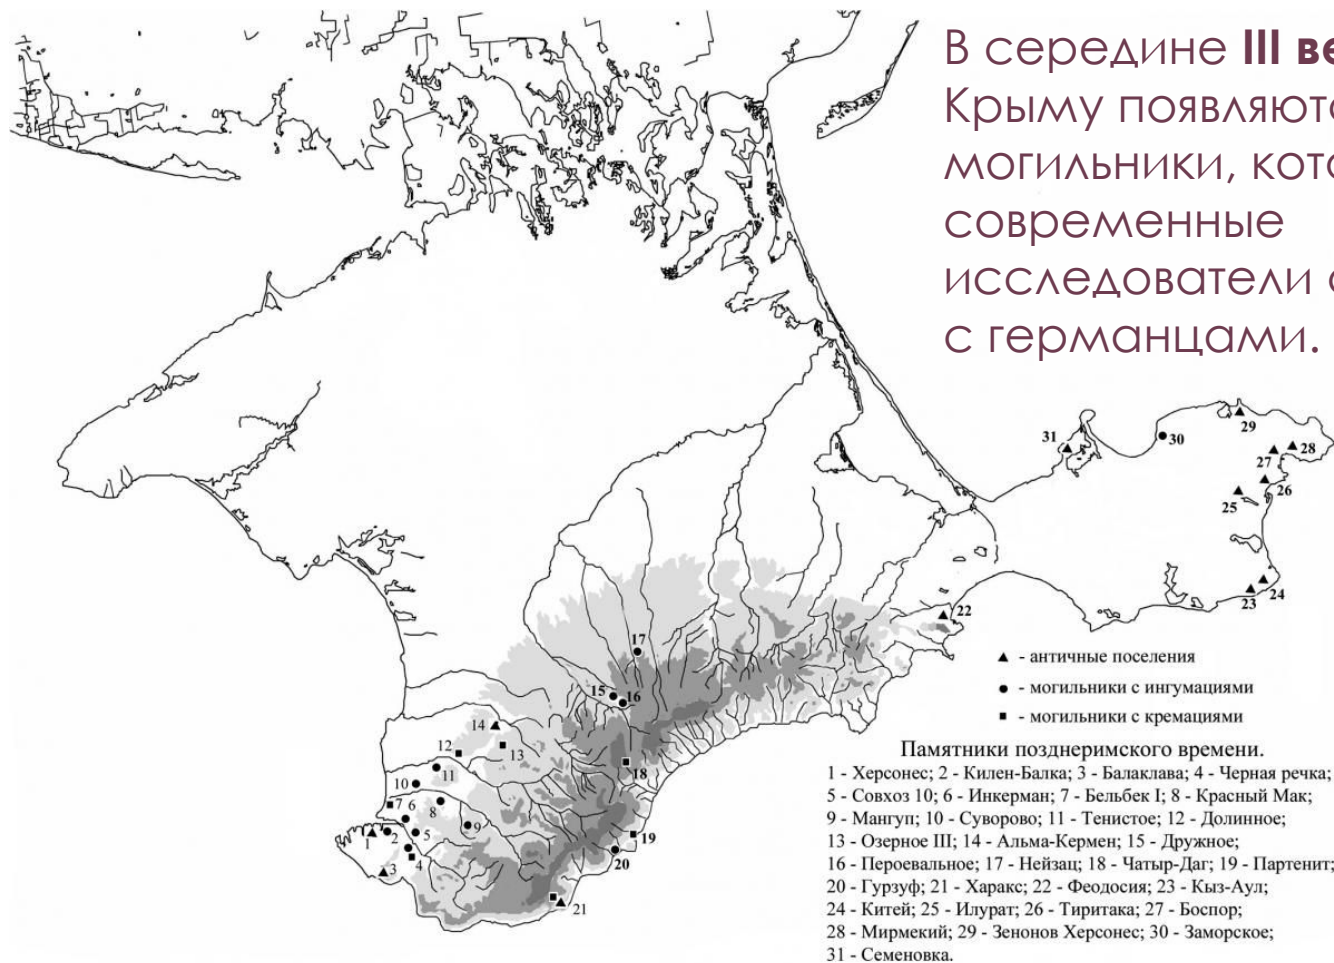 В середине III ве
Крыму появляютс
могильники, кото
современные
исследователи с
с германцами.
31
30
29
28
27
26
25
24
23
22
17
15
16
14
13
12
11
10
18
7
6
8
9
5
19
1
2
20
4
3
21
▲ - античные поселения
● - могильники с ингумациями
■ - могильники с кремациями
Памятники позднеримского времени.
1 - Херсонес; 2 - Килен-Балка; 3 - Балаклава; 4 - Черная речка;
5 - Совхоз 10; 6 - Инкерман; 7 - Бельбек I; 8 - Красный Мак;
9 - Мангуп; 10 - Суворово; 11 - Тенистое; 12 - Долинное;
13 - Озерное III; 14 - Альма-Кермен; 15 - Дружное;
16 - Пероевальное; 17 - Нейзац; 18 - Чатыр-Даг; 19 - Партенит;
20 - Гурзуф; 21 - Харакс; 22 - Феодосия; 23 - Кыз-Аул;
24 - Китей; 25 - Илурат; 26 - Тиритака; 27 - Боспор;
28 - Мирмекий; 29 - Зенонов Херсонес; 30 - Заморское;
31 - Семеновка.